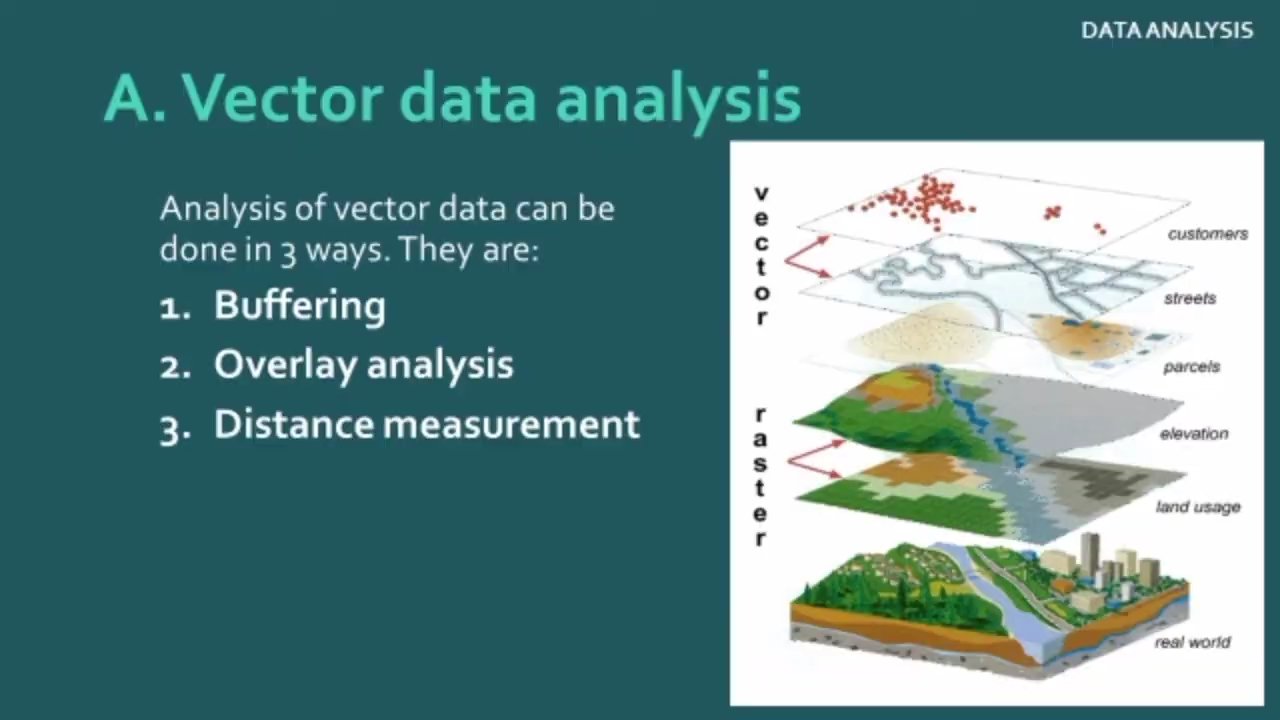 DATA ANALYSIS
A. Vector data analysis
Analysis of vector data can be
done in 3 ways. They are:
1. Buffering
2. Overlay analysis
3. Distance measurement
vector
customers
streets
parcels
raster
elevation
land usage
real world